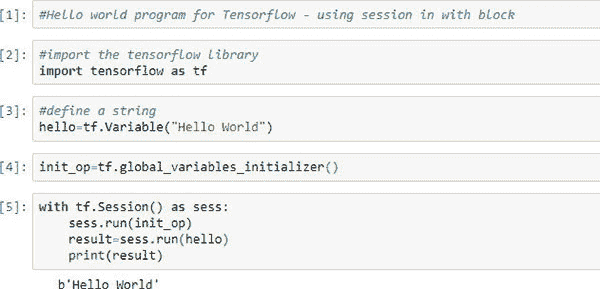 [1]: #Hello world program for Tensorflow - using session in with block
[2]: #import the tensorflow library
import tensorflow as tf
[3]: #define a string
hello=tf.Variable("Hello World")
[4]: init_op=tf.global_variables_initializer()
[5]: with tf.Session() as sess:
    sess.run(init_op)
    result=sess.run(hello)
    print(result)
b'Hello World'